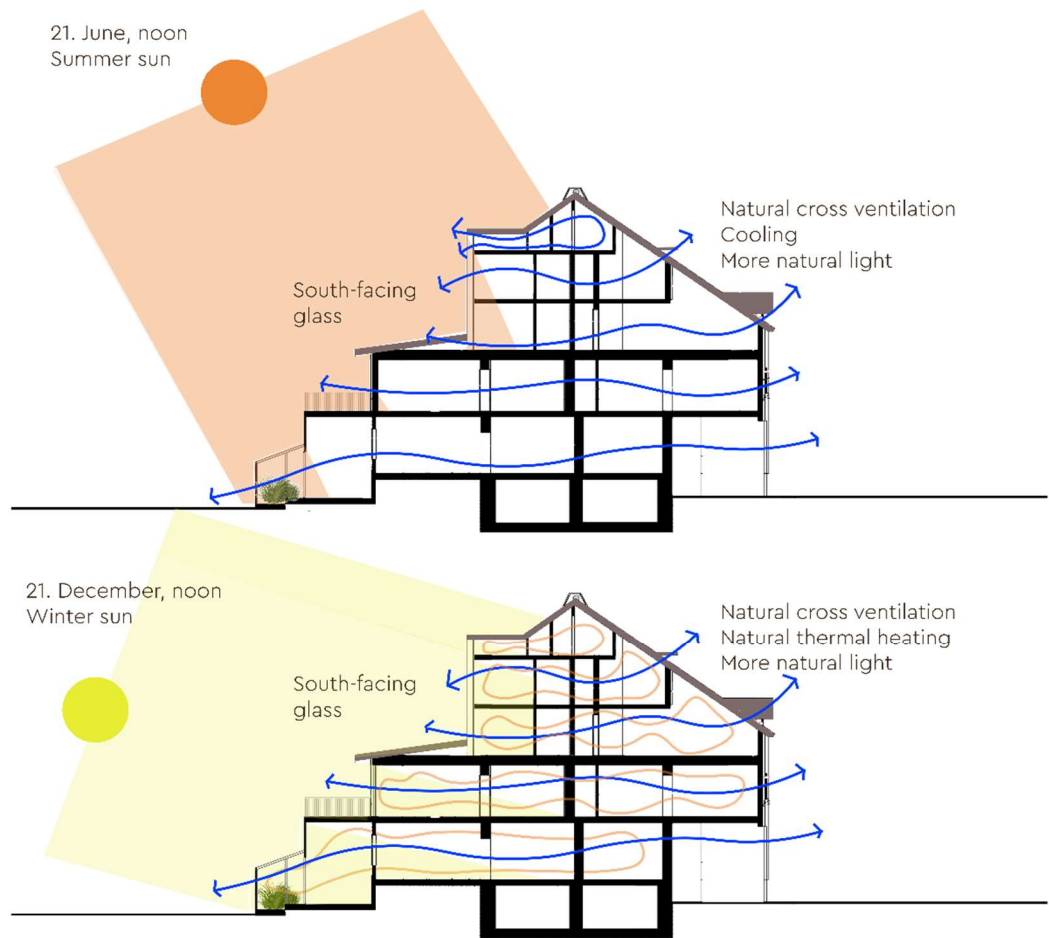 21. June, noon
Summer sun
Natural cross ventilation
Cooling
More natural light
South-facing
glass
21. December, noon
Winter sun
Natural cross ventilation
Natural thermal heating
More natural light
South-facing
glass